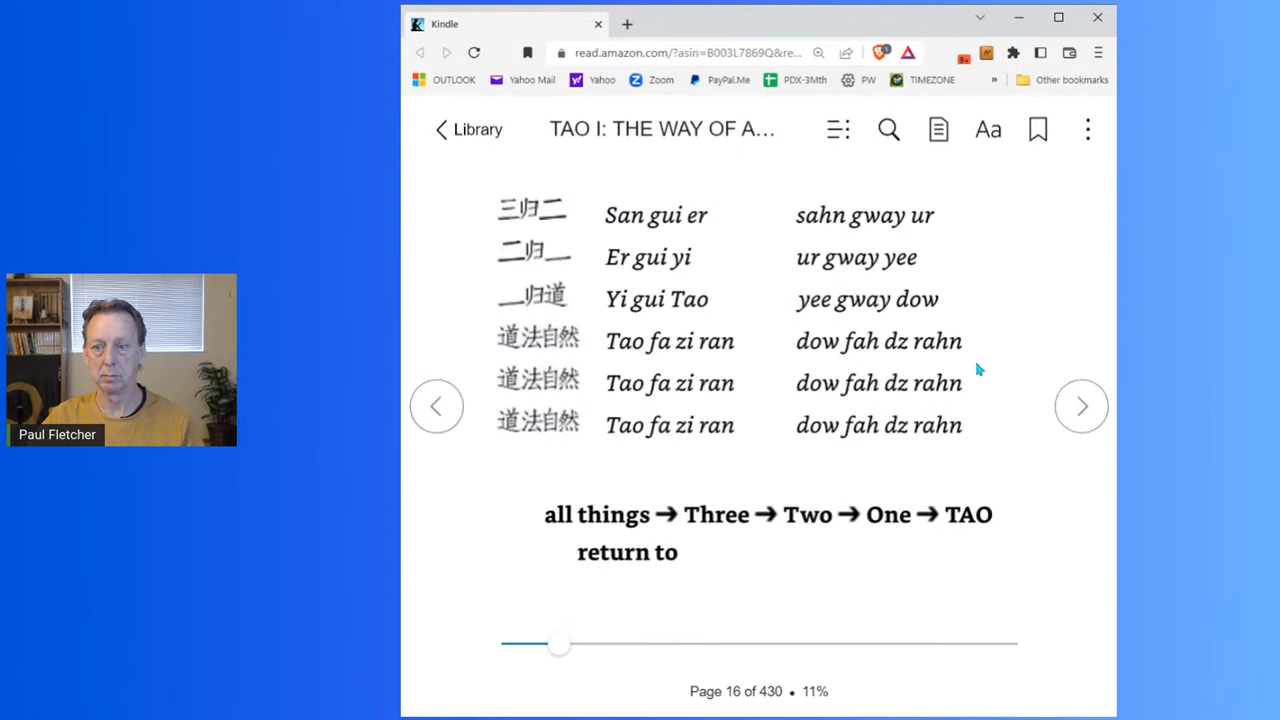 Kindle
read.amazon.com/?asin=B003L7869Q&re...
OUTLOOK Yahoo Mail Yahoo Zoom PayPal.Me PDX-3Mth PW TIMEZONE » Other bookmarks
Library TAO I: THE WAY OF A... Aa
三归二 San gui er sahn gway ur
二归一 Er gui yi ur gway yee
一归道 Yi gui Tao yee gway dow
道法自然 Tao fa zi ran dow fah dz rahn
道法自然 Tao fa zi ran dow fah dz rahn
道法自然 Tao fa zi ran dow fah dz rahn
Paul Fletcher
all things ➔ Three ➔ Two ➔ One ➔ TAO
return to
Page 16 of 430 • 11%